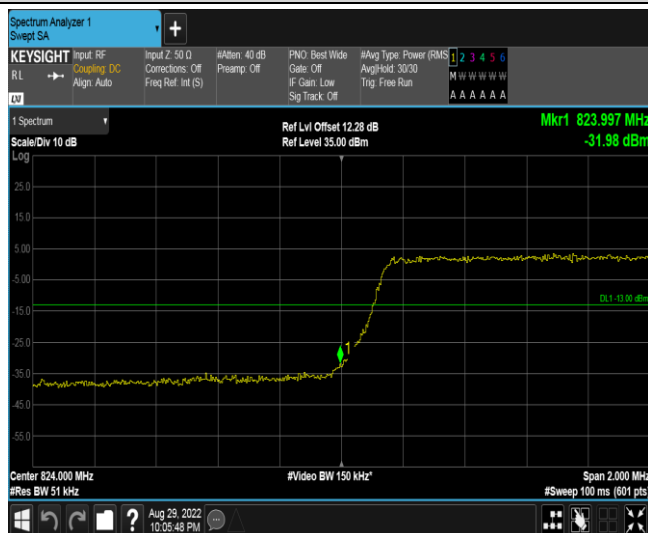 Spectrum Analyzer 1
Swept SA
KEYSIGHT
RL
LXI
Input: RF
Coupling: DC
Align: Auto
Input Z: 50 Ω
Corrections: Off
Freq Ref: Int (S)
#Atten: 40 dB
Preamp: Off
PNO: Best Wide
Gate: Off
IF Gain: Low
Sig Track: Off
#Avg Type: Power (RMS
Avg|Hold: 30/30
Trig: Free Run
1 2 3 4 5 6
M W W W W W
A A A A A A
1 Spectrum
Scale/Div 10 dB
Ref Lvl Offset 12.28 dB
Ref Level 35.00 dBm
Mkr1 823.997 MHz
-31.98 dBm
Log
25.0
15.0
5.00
-5.00
DL1 -13.00 dBm
-15.0
1
-25.0
-35.0
-45.0
-55.0
Center 824.000 MHz
#Res BW 51 kHz
#Video BW 150 kHz*
Span 2.000 MHz
#Sweep 100 ms (601 pts)
?
Aug 29, 2022
10:05:48 PM